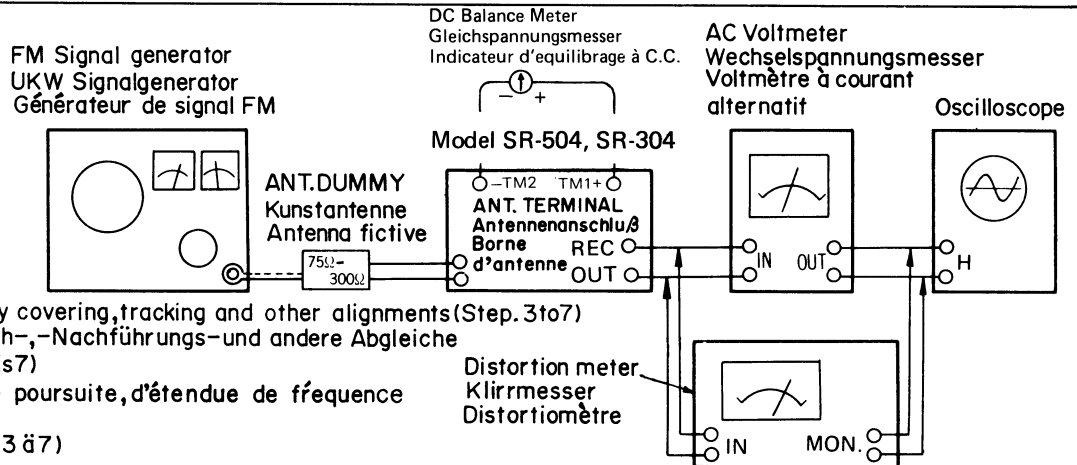 DC Balance Meter
Gleichspannungsmesser
Indicateur d'equilibrage à C.C.
– +
FM Signal generator
UKW Signalgenerator
Générateur de signal FM
AC Voltmeter
Wechselspannungsmesser
Voltmètre à courant
alternatif
Oscilloscope
Model SR-504, SR-304
ANT.DUMMY
Kunstantenne
Antenna fictive
75Ω-
300Ω
–TM2 TM1+
ANT. TERMINAL
Antennenanschluß
Borne
d'antenne
REC
OUT
IN OUT
H
y covering,tracking and other alignments(Step.3to7)
h-,-Nachführungs-und andere Abgleiche
s7)
poursuite,d'étendue de fŕequence
3 ä7)
Distortion meter
Klirrmesser
Distortiomètre
IN MON.